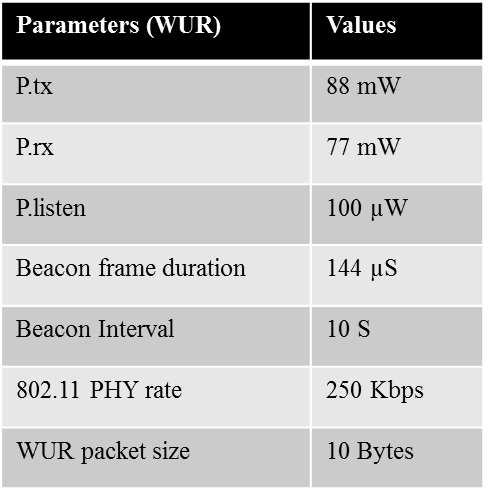 Parameters (WUR) Values
P.tx 88 mW
P.rx 77 mW
P.listen 100 µW
Beacon frame duration 144 µS
Beacon Interval 10 S
802.11 PHY rate 250 Kbps
WUR packet size 10 Bytes